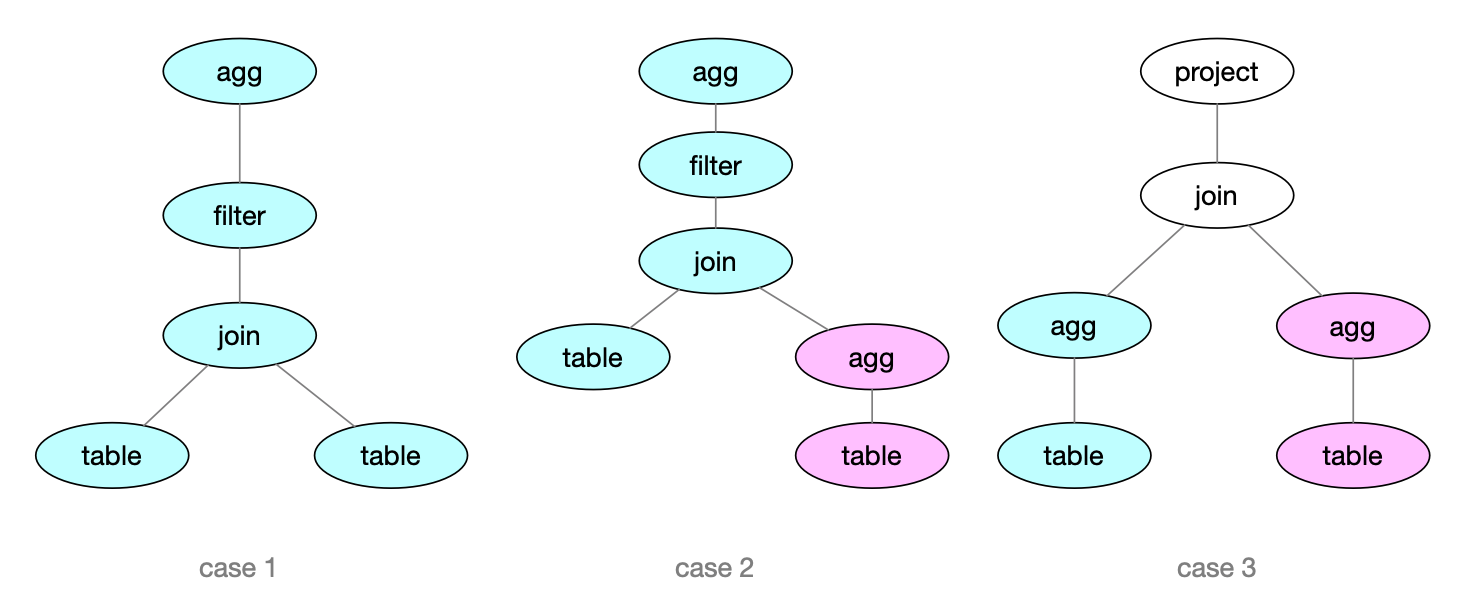 agg
filter
join
table
table
case 1
agg
filter
join
table
agg
table
case 2
project
join
agg
agg
table
table
case 3